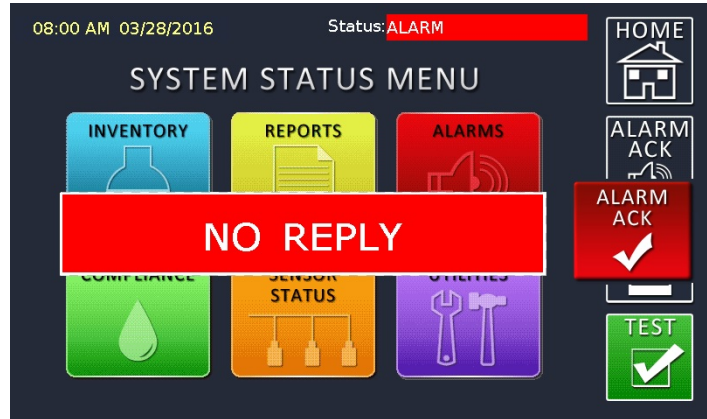 08:00 AM 03/28/2016
Status:ALARM
SYSTEM STATUS MENU
INVENTORY
REPORTS
ALARMS
NO REPLY
COMPLIANCE
SENSOR
STATUS
UTILITIES
HOME
ALARM
ACK
ALARM
ACK
TEST